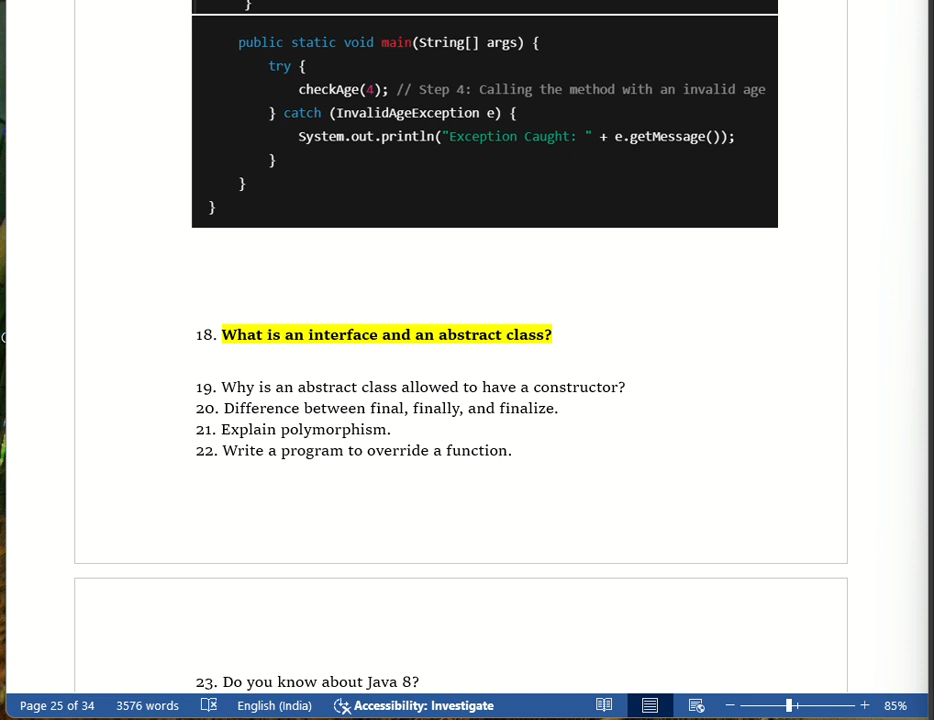 }
public static void main(String[] args) {
try {
checkAge(4); // Step 4: Calling the method with an invalid age
} catch (InvalidAgeException e) {
System.out.println("Exception Caught: " + e.getMessage());
}
}
}
18. What is an interface and an abstract class?
19. Why is an abstract class allowed to have a constructor?
20. Difference between final, finally, and finalize.
21. Explain polymorphism.
22. Write a program to override a function.
23. Do you know about Java 8?
Page 25 of 34 3576 words English (India) Accessibility: Investigate 85%